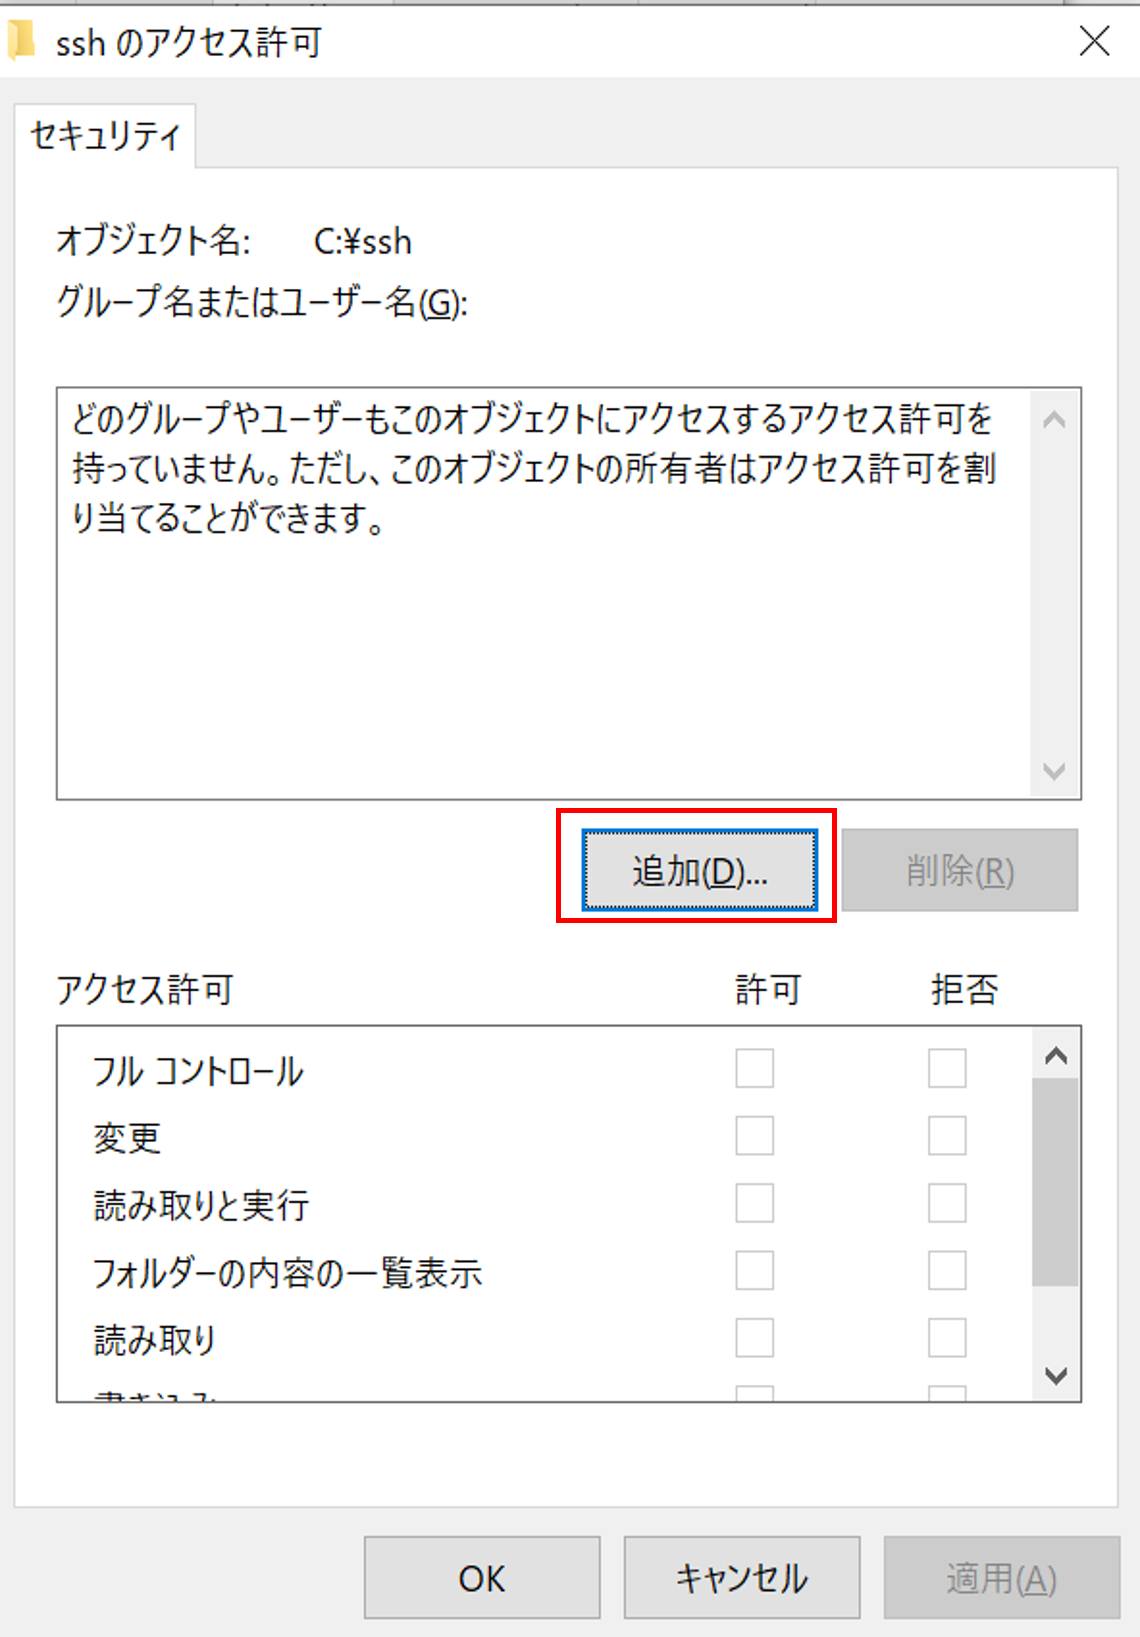 ssh のアクセス許可
セキュリティ
オブジェクト名: C:¥ssh
グループ名またはユーザー名(G):
どのグループやユーザーもこのオブジェクトにアクセスするアクセス許可を
持っていません。ただし、このオブジェクトの所有者はアクセス許可を割
り当てることができます。
追加(D)... 削除(R)
アクセス許可 許可 拒否
フル コントロール
変更
読み取りと実行
フォルダーの内容の一覧表示
読み取り
書き込み
OK キャンセル 適用(A)